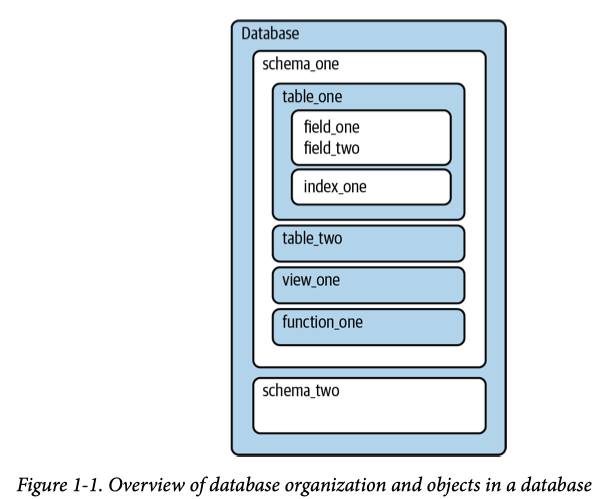 Database
schema_one
table_one
field_one
field_two
index_one
table_two
view_one
function_one
schema_two
Figure 1-1. Overview of database organization and objects in a database